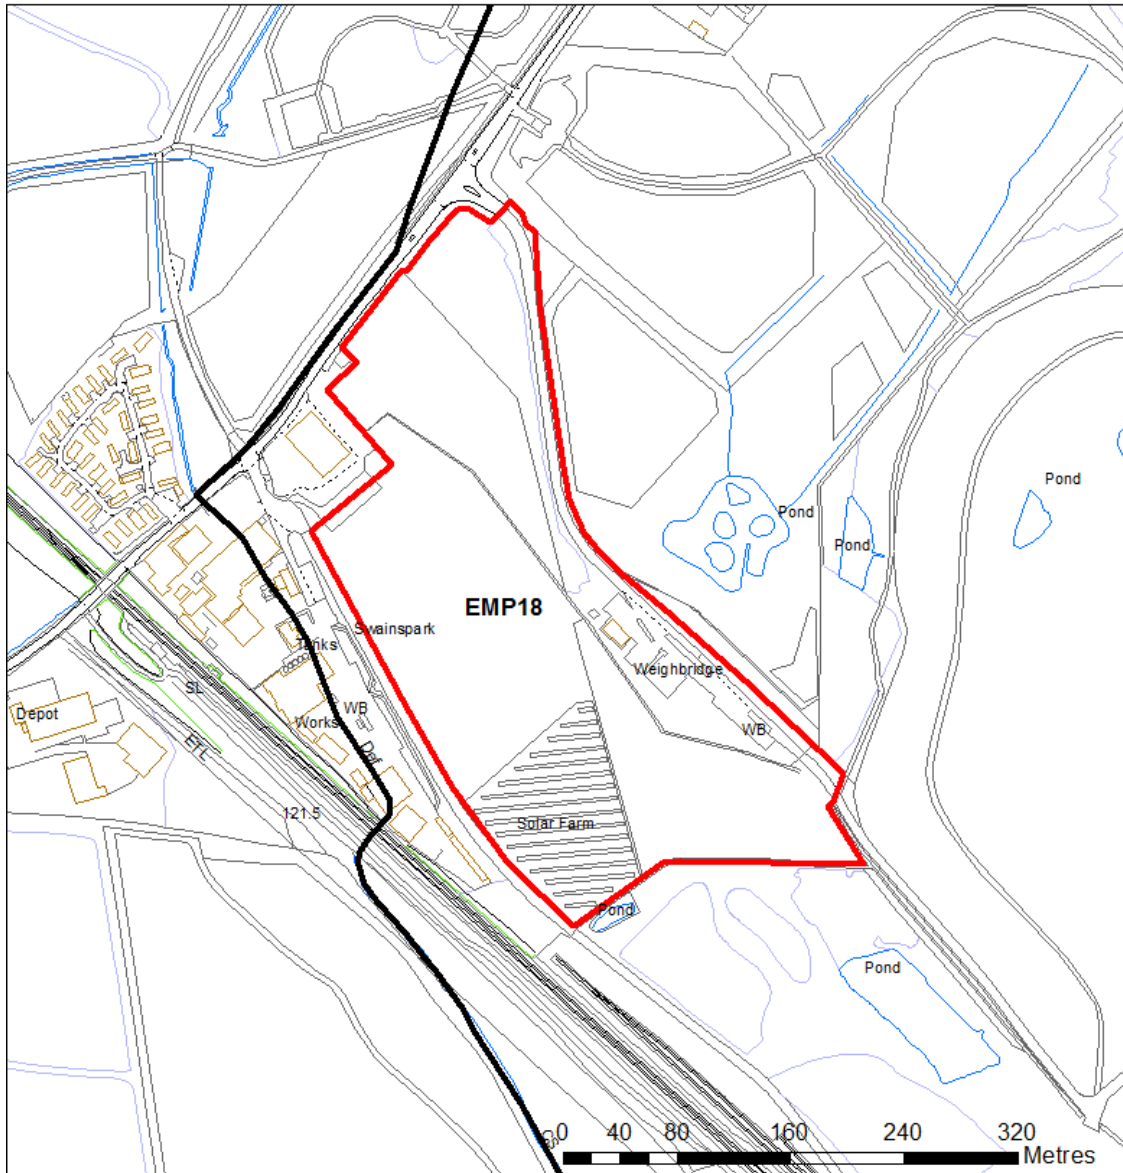 Pond
Pond
Pond
EMP18
Swainspark
Tanks
Weighbridge
SL
WB
Depot
Works
WB
Def
ETL
121.5
Solar Farm
Pond
Pond
0 40 80 160 240 320
Metres